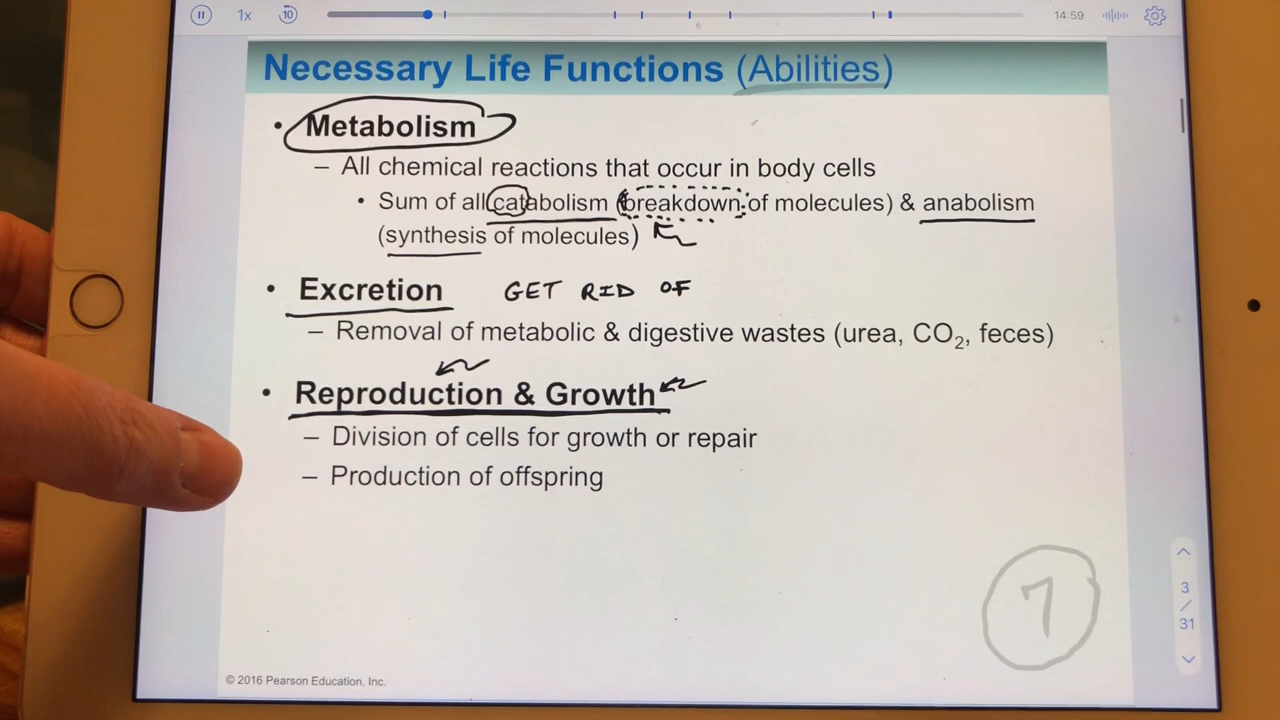 1x 10 14:59
Necessary Life Functions (Abilities)
• Metabolism
– All chemical reactions that occur in body cells
• Sum of all catabolism (breakdown of molecules) & anabolism
(synthesis of molecules)
• Excretion GET RID OF
– Removal of metabolic & digestive wastes (urea, CO₂, feces)
• Reproduction & Growth
– Division of cells for growth or repair
– Production of offspring
7
3
/
31
© 2016 Pearson Education, Inc.